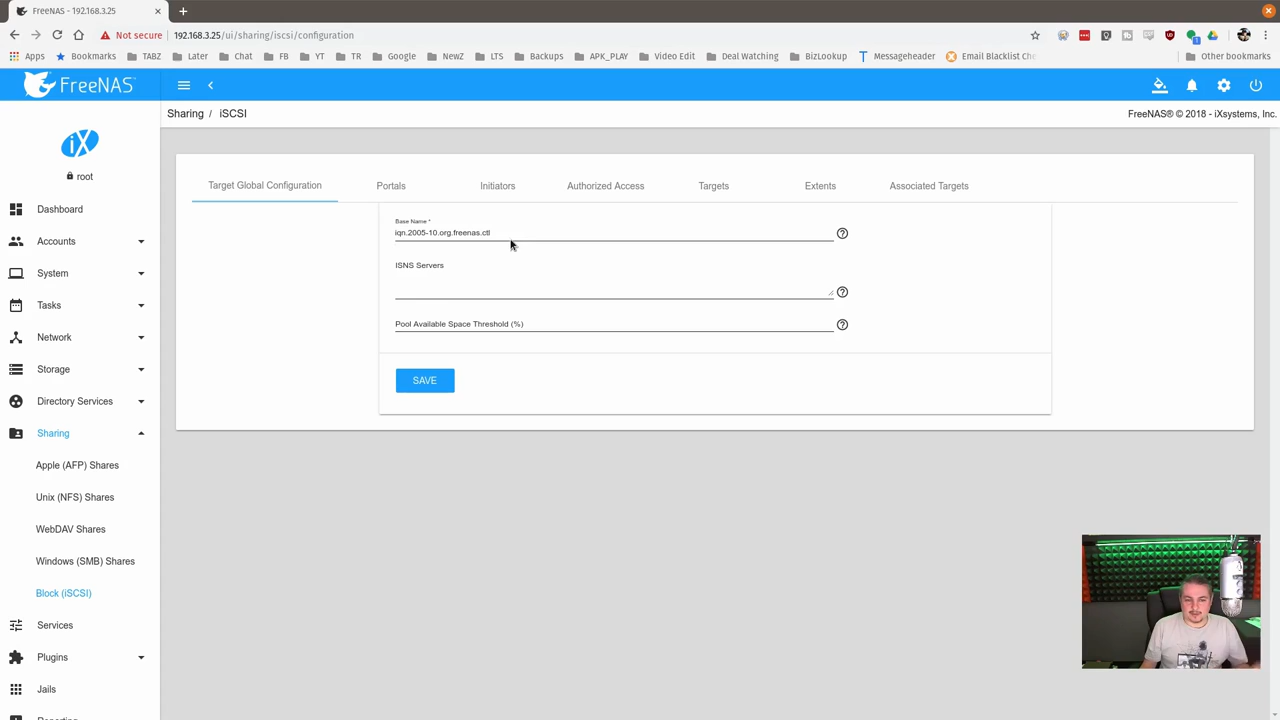 FreeNAS - 192.168.3.25
Not secure
192.168.3.25/ui/sharing/iscsi/configuration
Apps
Bookmarks
TABZ
Later
Chat
FB
YT
TR
Google
NewZ
LTS
Backups
APK_PLAY
Video Edit
Deal Watching
BizLookup
Messageheader
Email Blacklist Che
Other bookmarks
FreeNAS
Sharing / iSCSI
FreeNAS® © 2018 - iXsystems, Inc.
iX
root
Dashboard
Accounts
System
Tasks
Network
Storage
Directory Services
Sharing
Apple (AFP) Shares
Unix (NFS) Shares
WebDAV Shares
Windows (SMB) Shares
Block (iSCSI)
Services
Plugins
Jails
Reporting
Target Global Configuration
Portals
Initiators
Authorized Access
Targets
Extents
Associated Targets
Base Name *
iqn.2005-10.org.freenas.ctl
ISNS Servers
Pool Available Space Threshold (%)
SAVE